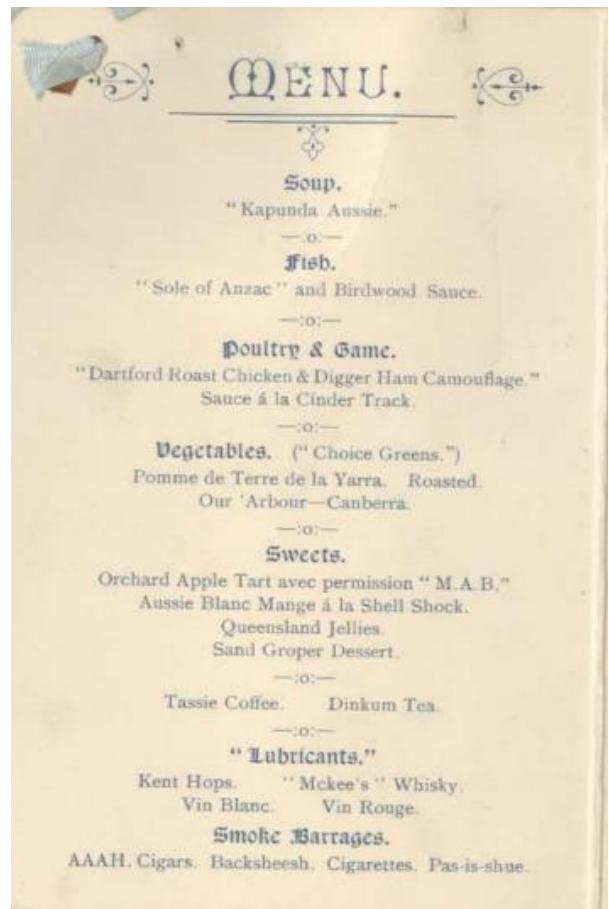 MENU.
Soup.
"Kapunda Aussie."
—:o:—
Fish.
"Sole of Anzac" and Birdwood Sauce.
—:o:—
Poultry & Game.
"Dartford Roast Chicken & Digger Ham Camouflage."
Sauce á la Cinder Track.
—:o:—
Vegetables. ("Choice Greens.")
Pomme de Terre de la Yarra. Roasted.
Our 'Arbour—Canberra.
—:o:—
Sweets.
Orchard Apple Tart avec permission "M.A.B."
Aussie Blanc Mange á la Shell Shock.
Queensland Jellies.
Sand Groper Dessert.
—:o:—
Tassie Coffee. Dinkum Tea.
—:o:—
"Lubricants."
Kent Hops. "Mckee's" Whisky.
Vin Blanc. Vin Rouge.
Smoke Barrages.
AAAH. Cigars. Backsheesh. Cigarettes. Pas-is-shue.